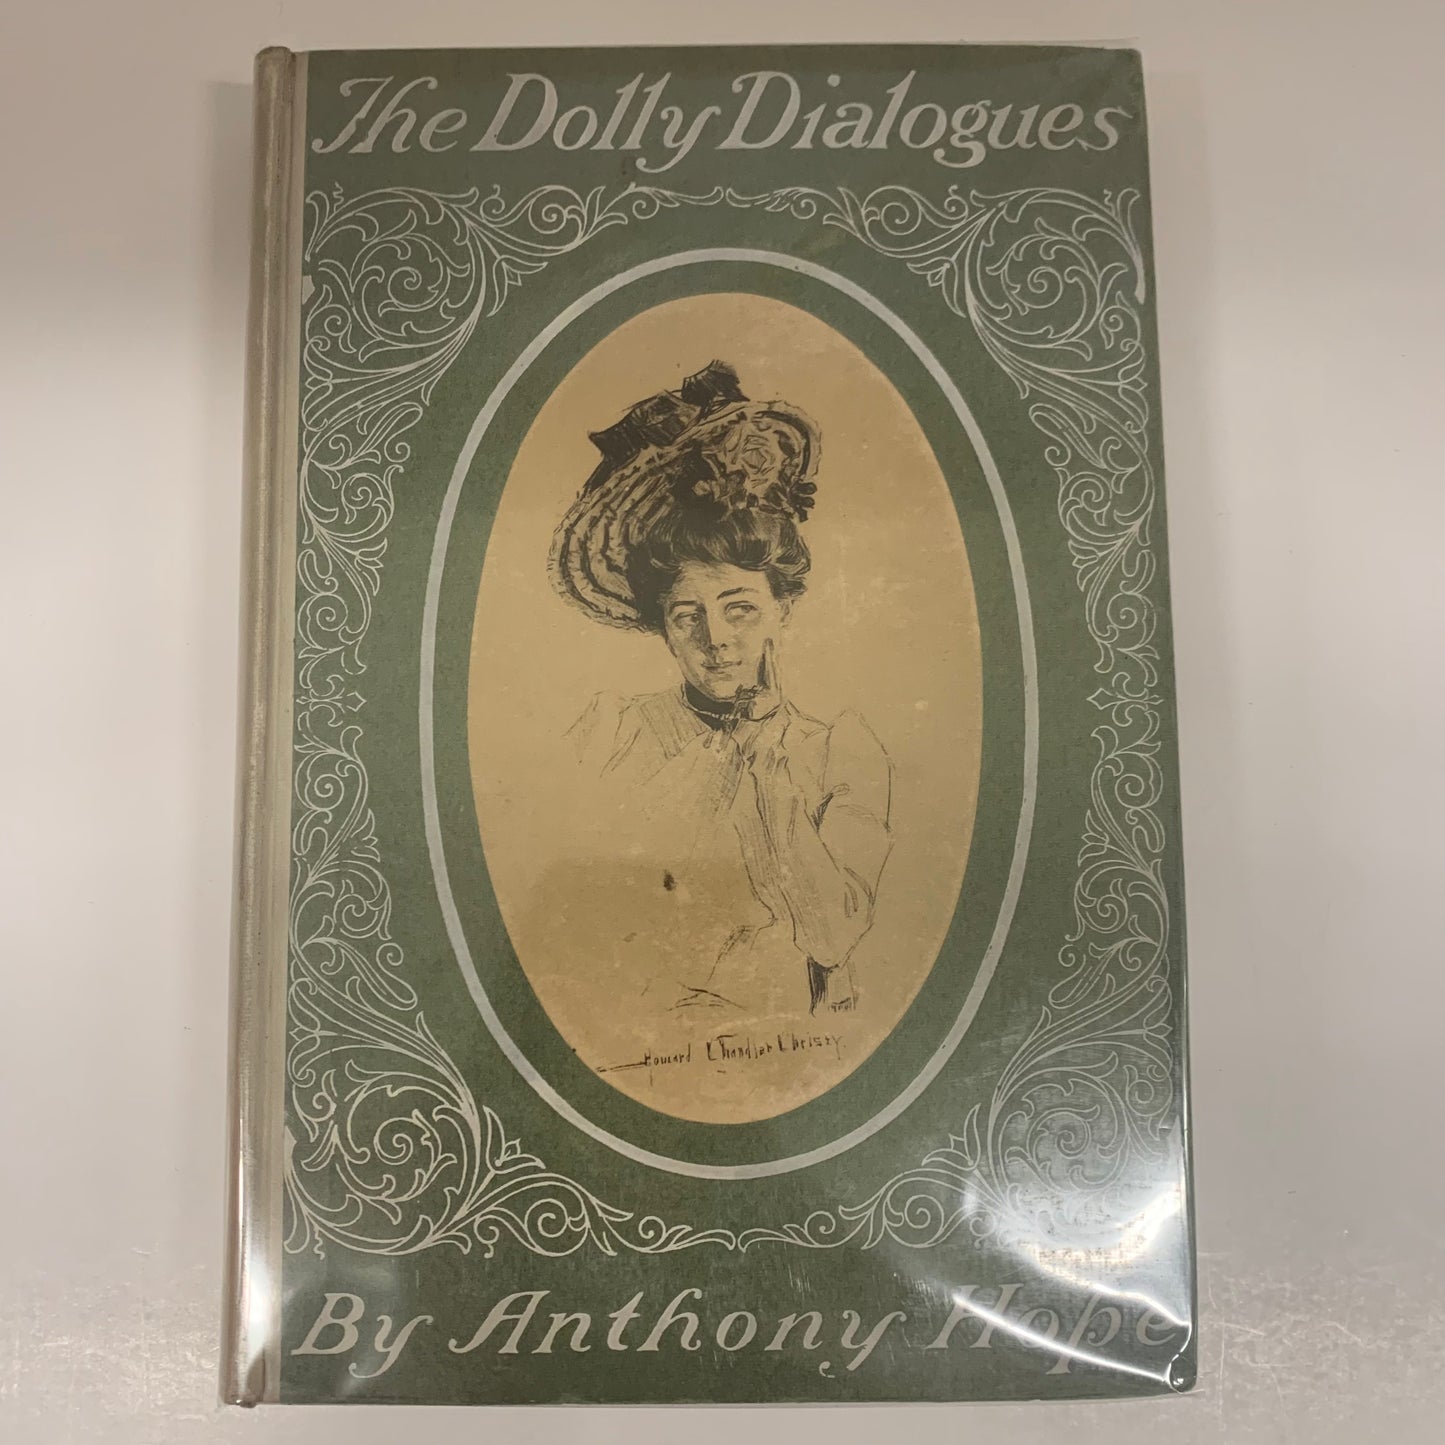 The Dolly Dialogues
Howard Chandler Christy.
By Anthony Hope